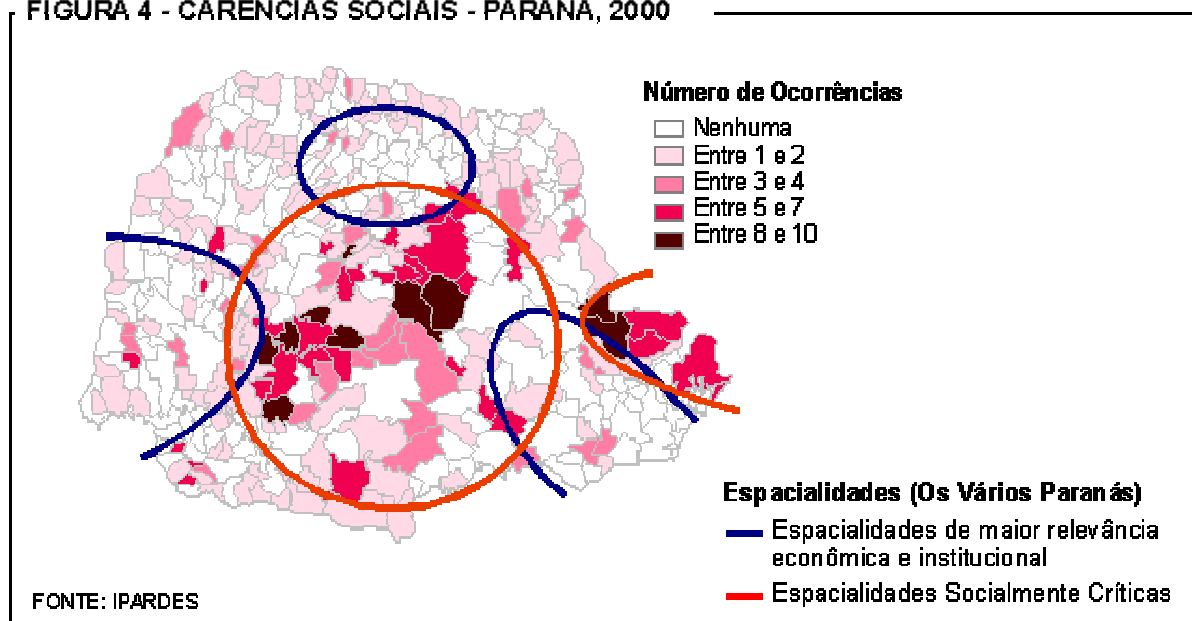 FIGURA 4 - CARÊNCIAS SOCIAIS - PARANÁ, 2000
Número de Ocorrências
Nenhuma
Entre 1 e 2
Entre 3 e 4
Entre 5 e 7
Entre 8 e 10
Espacialidades (Os Vários Paranás)
Espacialidades de maior relevância
econômica e institucional
Espacialidades Socialmente Críticas
FONTE: IPARDES